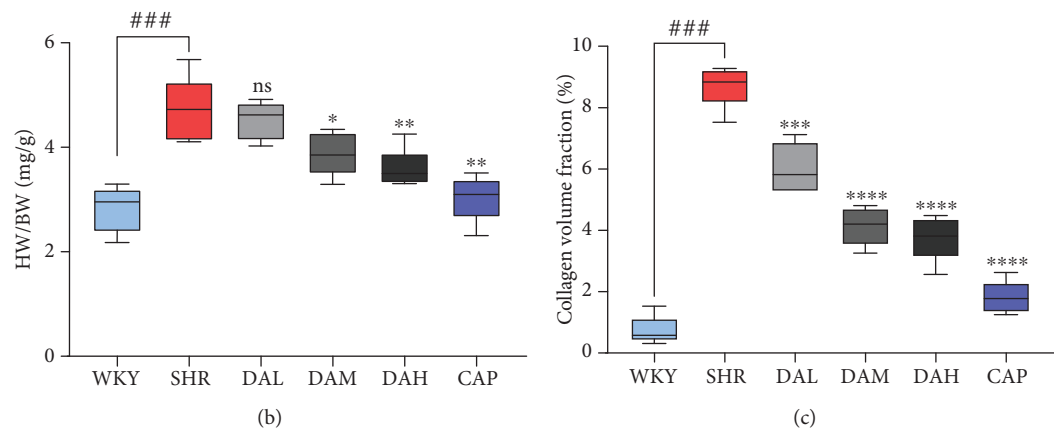 ###
6
4
2
0
HW/BW (mg/g)
ns
*
**
**
WKY SHR DAL DAM DAH CAP
(b)
###
10
8
6
4
2
0
Collagen volume fraction (%)
***
****
****
****
WKY SHR DAL DAM DAH CAP
(c)